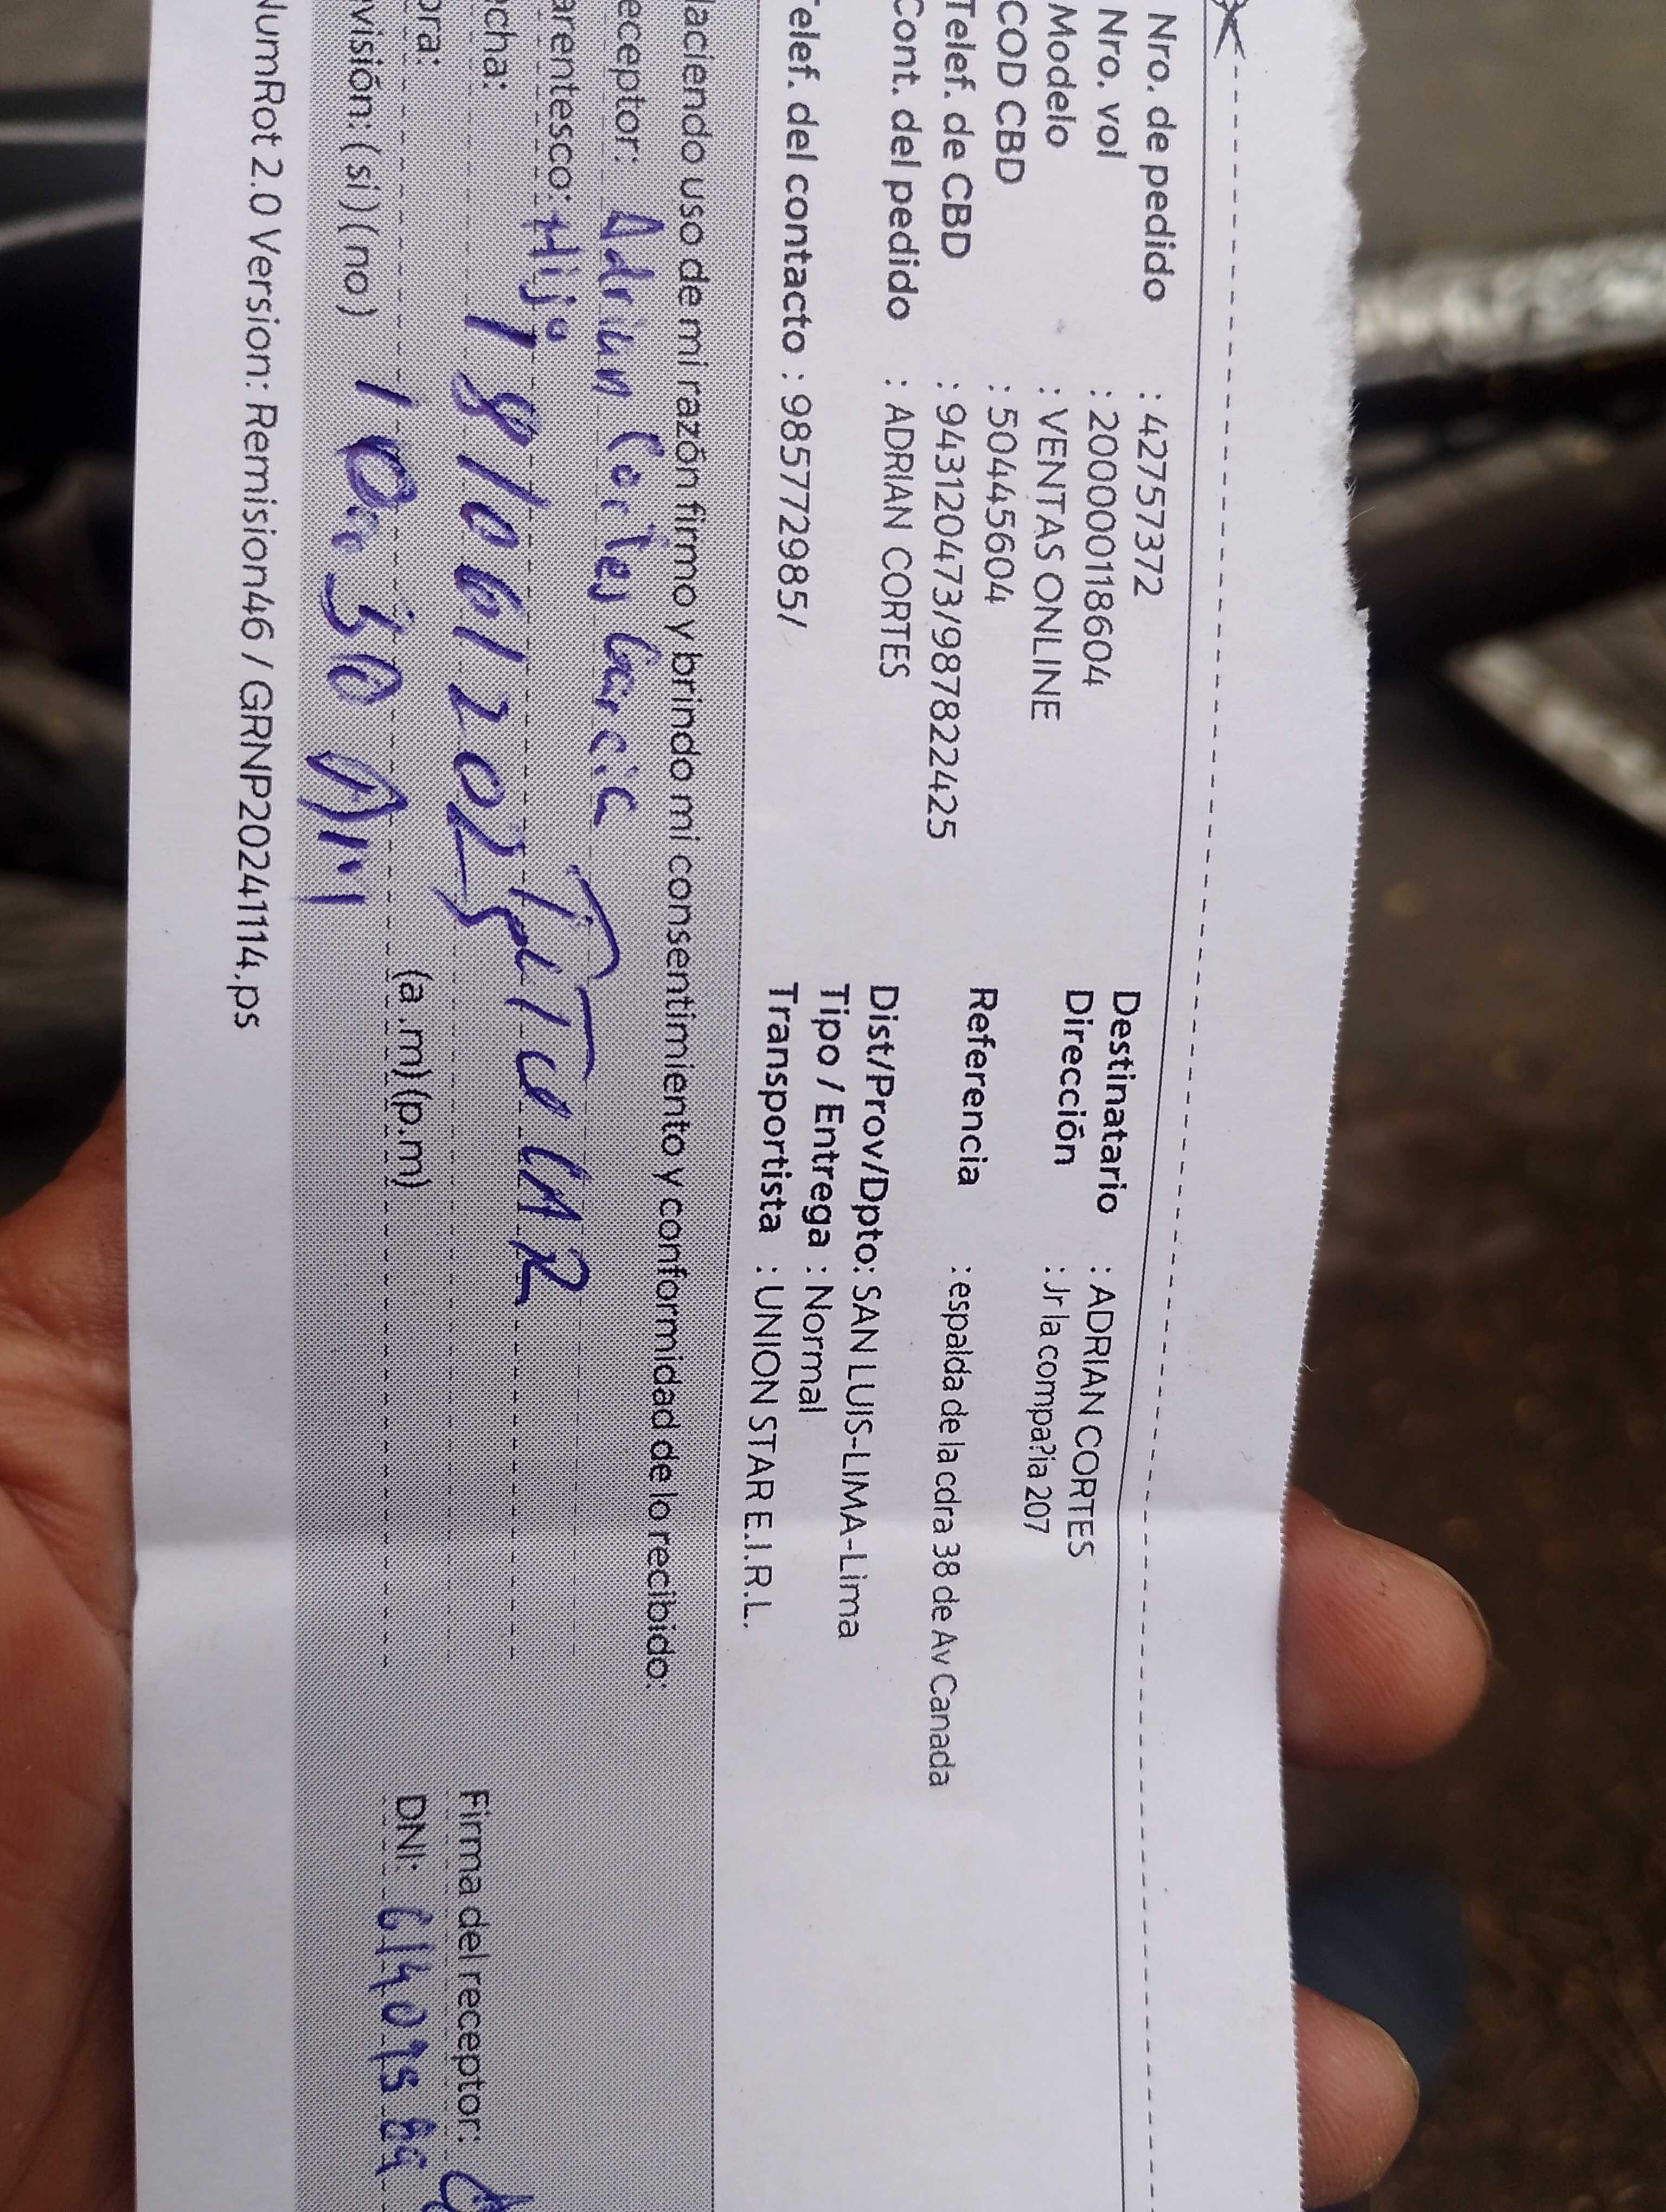 Nro. de pedido : 42757372
Nro. vol : 200000118604
Modelo : VENTAS ONLINE
COD CBD : 504445604
Telef. de CBD : 943120473/987822425
Cont. del pedido : ADRIAN CORTES
Telef. del contacto : 985772985/
Destinatario : ADRIAN CORTES
Dirección : Jr la compa?ia 207
Referencia : espalda de la cdra 38 de Av Canada
Dist/Prov/Dpto: SAN LUIS-LIMA-Lima
Tipo / Entrega : Normal
Transportista : UNION STAR E.I.R.L.
laciendo uso de mi razón firmo y brindo mi consentimiento y conformidad de lo recibido:
eceptor: Adrian Cortes Garcia
arentesco: Hijo TITULAR
echa: 18/06/2025
ora: 10:30 AM (a.m) (p.m)
visión: (si) (no)
Firma del receptor:
DNI:
NumRot 2.0 Version: Remision46 / GRNP20241114.ps